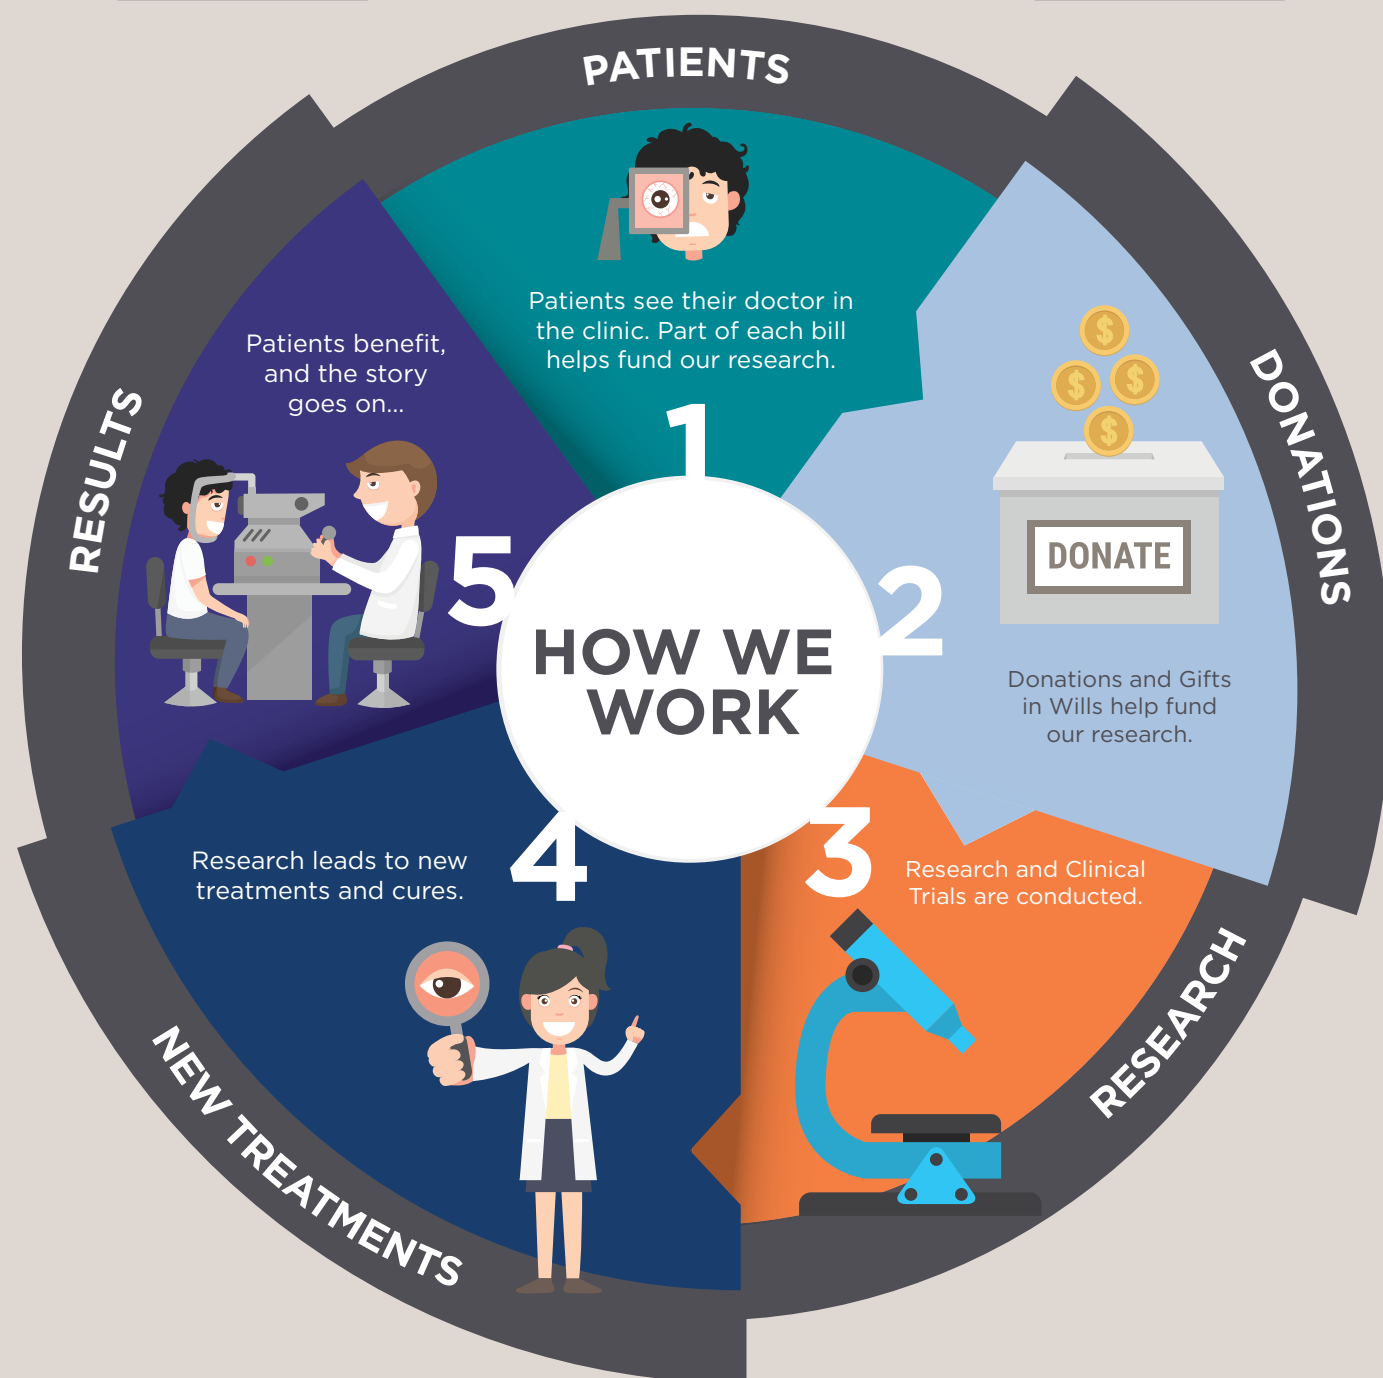 PATIENTS
Patients see their doctor in
the clinic. Part of each bill
helps fund our research.
1
DONATIONS
$
$
$
$
DONATE
2
Donations and Gifts
in Wills help fund
our research.
RESEARCH
3
Research and Clinical
Trials are conducted.
NEW TREATMENTS
4
Research leads to new
treatments and cures.
RESULTS
Patients benefit,
and the story
goes on...
5
HOW WE
WORK